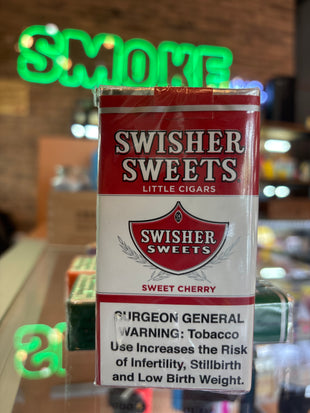 SMOKE
SWISHER
SWEETS
LITTLE CIGARS
SWISHER
SWEETS
SWEET CHERRY
SURGEON GENERAL
WARNING: Tobacco
Use Increases the Risk
of Infertility, Stillbirth
and Low Birth Weight.